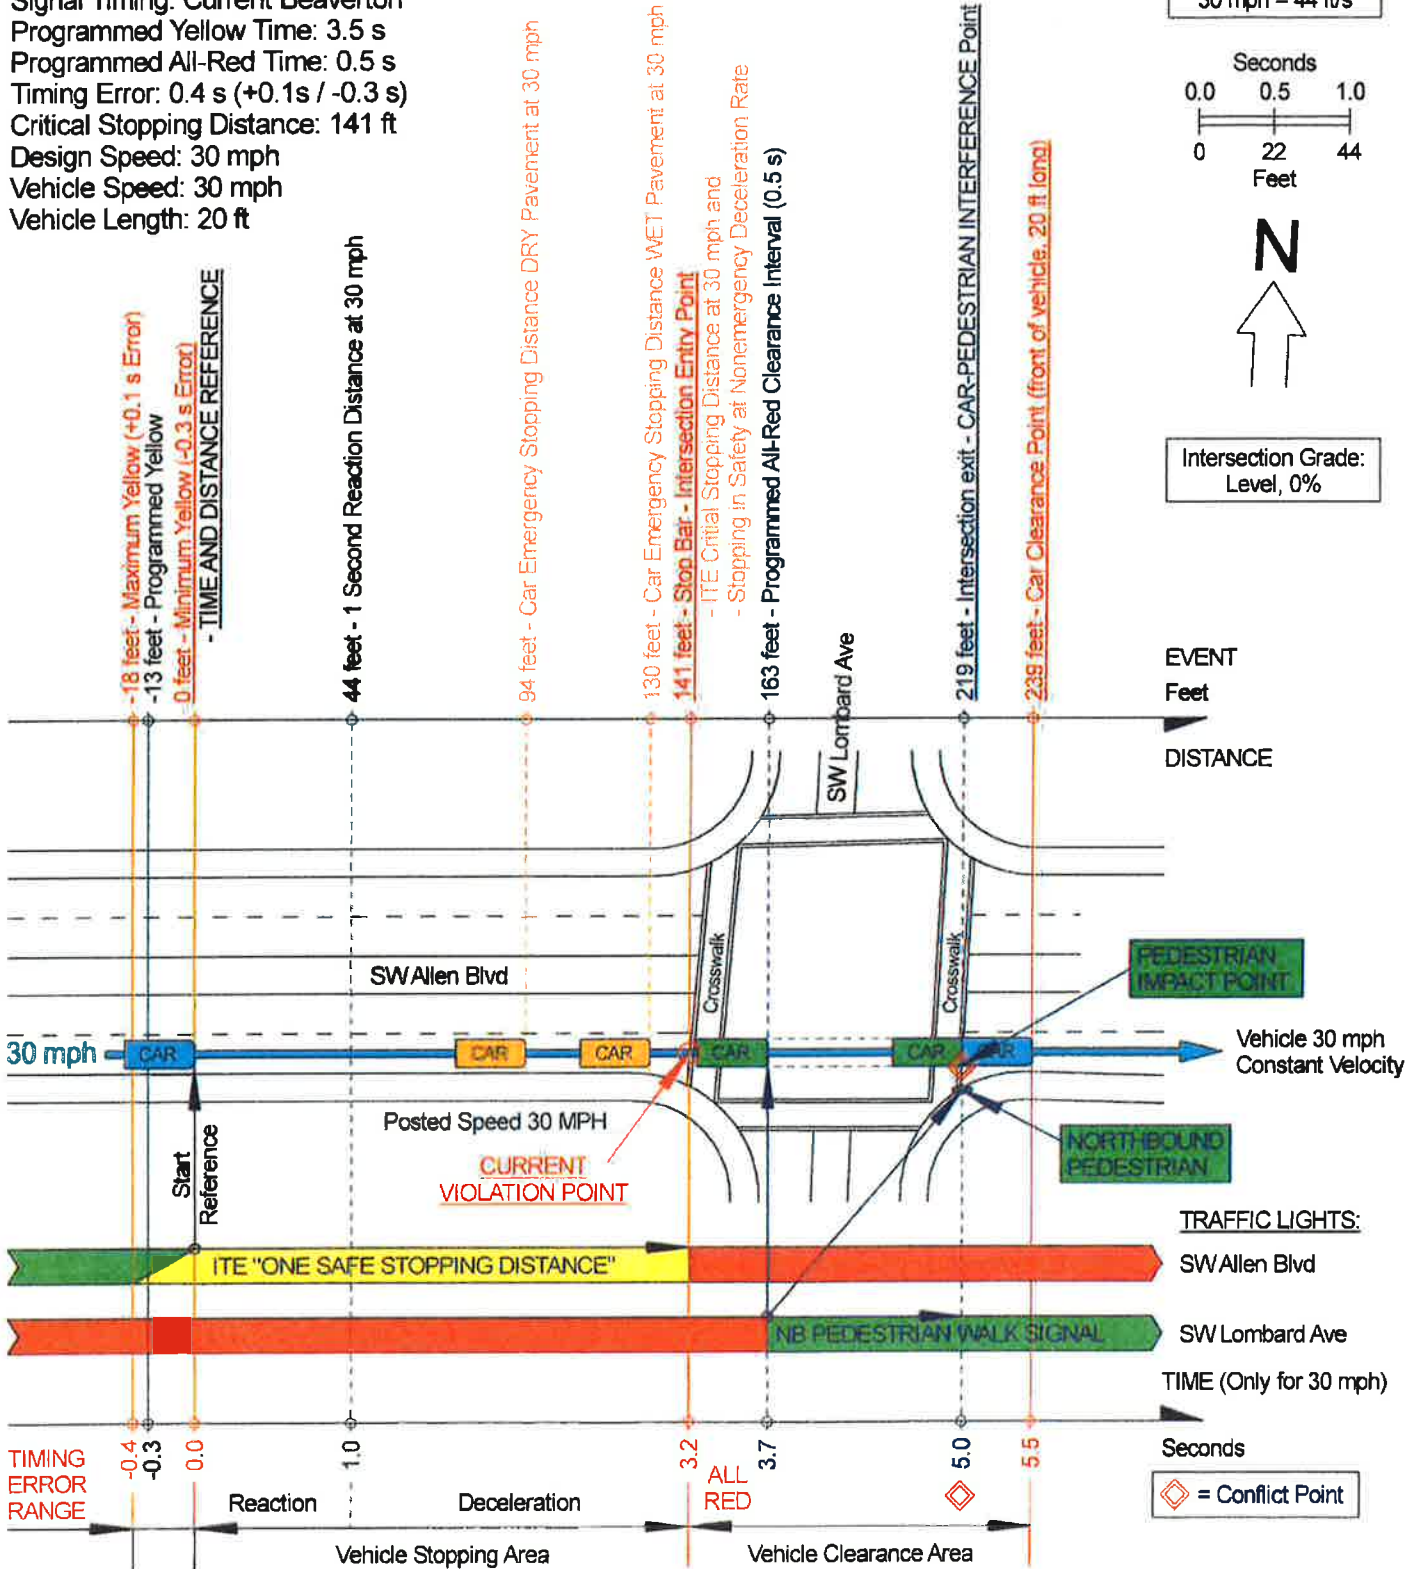 Signal Timing: Current Beaverton
Programmed Yellow Time: 3.5 s
Programmed All-Red Time: 0.5 s
Timing Error: 0.4 s (+0.1s / -0.3 s)
Critical Stopping Distance: 141 ft
Design Speed: 30 mph
Vehicle Speed: 30 mph
Vehicle Length: 20 ft
30 mph = 44 ft/s
Seconds
0.0 0.5 1.0
0 22 44
Feet
N
Intersection Grade:
Level, 0%
-18 feet - Maximum Yellow (+0.1 s Error)
-13 feet - Programmed Yellow
0 feet - Minimum Yellow (-0.3 s Error)
- TIME AND DISTANCE REFERENCE
44 feet - 1 Second Reaction Distance at 30 mph
94 feet - Car Emergency Stopping Distance DRY Pavement at 30 mph
130 feet - Car Emergency Stopping Distance WET Pavement at 30 mph
141 feet - Stop Bar - Intersection Entry Point
- ITE Critial Stopping Distance at 30 mph and
- Stopping in Safety at Nonemergency Deceleration Rate
163 feet - Programmed All-Red Clearance Interval (0.5 s)
219 feet - Intersection exit - CAR-PEDESTRIAN INTERFERENCE Point
239 feet - Car Clearance Point (front of vehicle, 20 ft long)
EVENT
Feet
DISTANCE
SW Lombard Ave
SW Allen Blvd
Crosswalk
Crosswalk
PEDESTRIAN
IMPACT POINT
30 mph
CAR
CAR
CAR
CAR
CAR
CAR
Vehicle 30 mph
Constant Velocity
Posted Speed 30 MPH
CURRENT
VIOLATION POINT
NORTHBOUND
PEDESTRIAN
Start
Reference
TRAFFIC LIGHTS:
ITE "ONE SAFE STOPPING DISTANCE"
SW Allen Blvd
NB PEDESTRIAN WALK SIGNAL
SW Lombard Ave
TIME (Only for 30 mph)
Seconds
-0.4
-0.3
0.0
1.0
3.2
3.7
5.0
5.5
TIMING
ERROR
RANGE
ALL
RED
Reaction
Deceleration
= Conflict Point
Vehicle Stopping Area
Vehicle Clearance Area